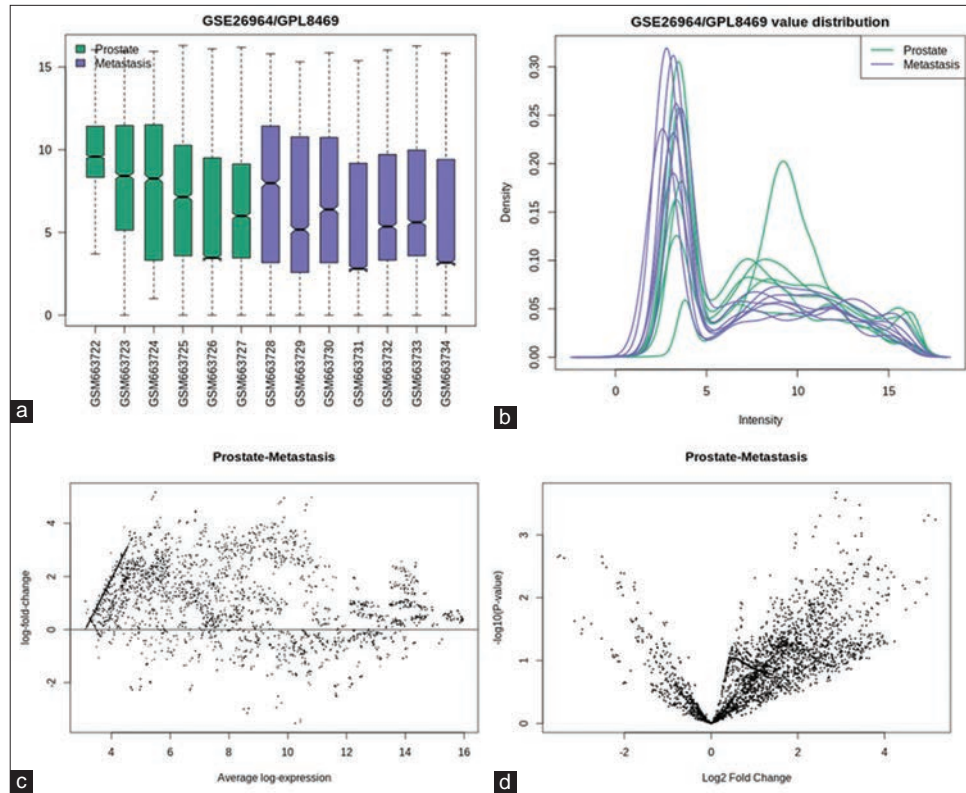 GSE26964/GPL8469
Prostate
Metastasis
15
10
5
0
GSM663722
GSM663723
GSM663724
GSM663725
GSM663726
GSM663727
GSM663728
GSM663729
GSM663730
GSM663731
GSM663732
GSM663733
GSM663734
a
GSE26964/GPL8469 value distribution
Prostate
Metastasis
Density
0.30
0.25
0.20
0.15
0.10
0.05
0.00
0 5 10 15
Intensity
b
Prostate-Metastasis
log-fold-change
4
2
0
-2
4 6 8 10 12 14 16
Average log-expression
c
Prostate-Metastasis
-log10(P-value)
3
2
1
0
-2 0 2 4
Log2 Fold Change
d